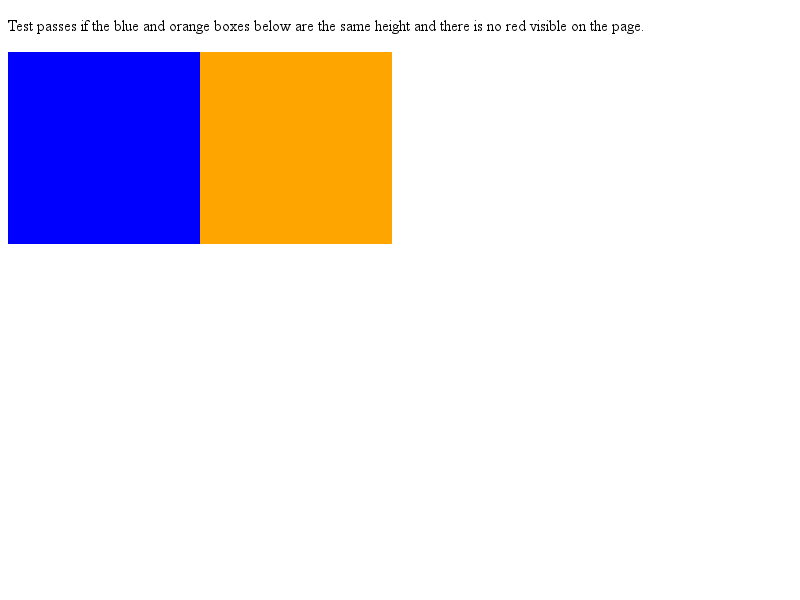 Test passes if the blue and orange boxes below are the same height and there is no red visible on the page.